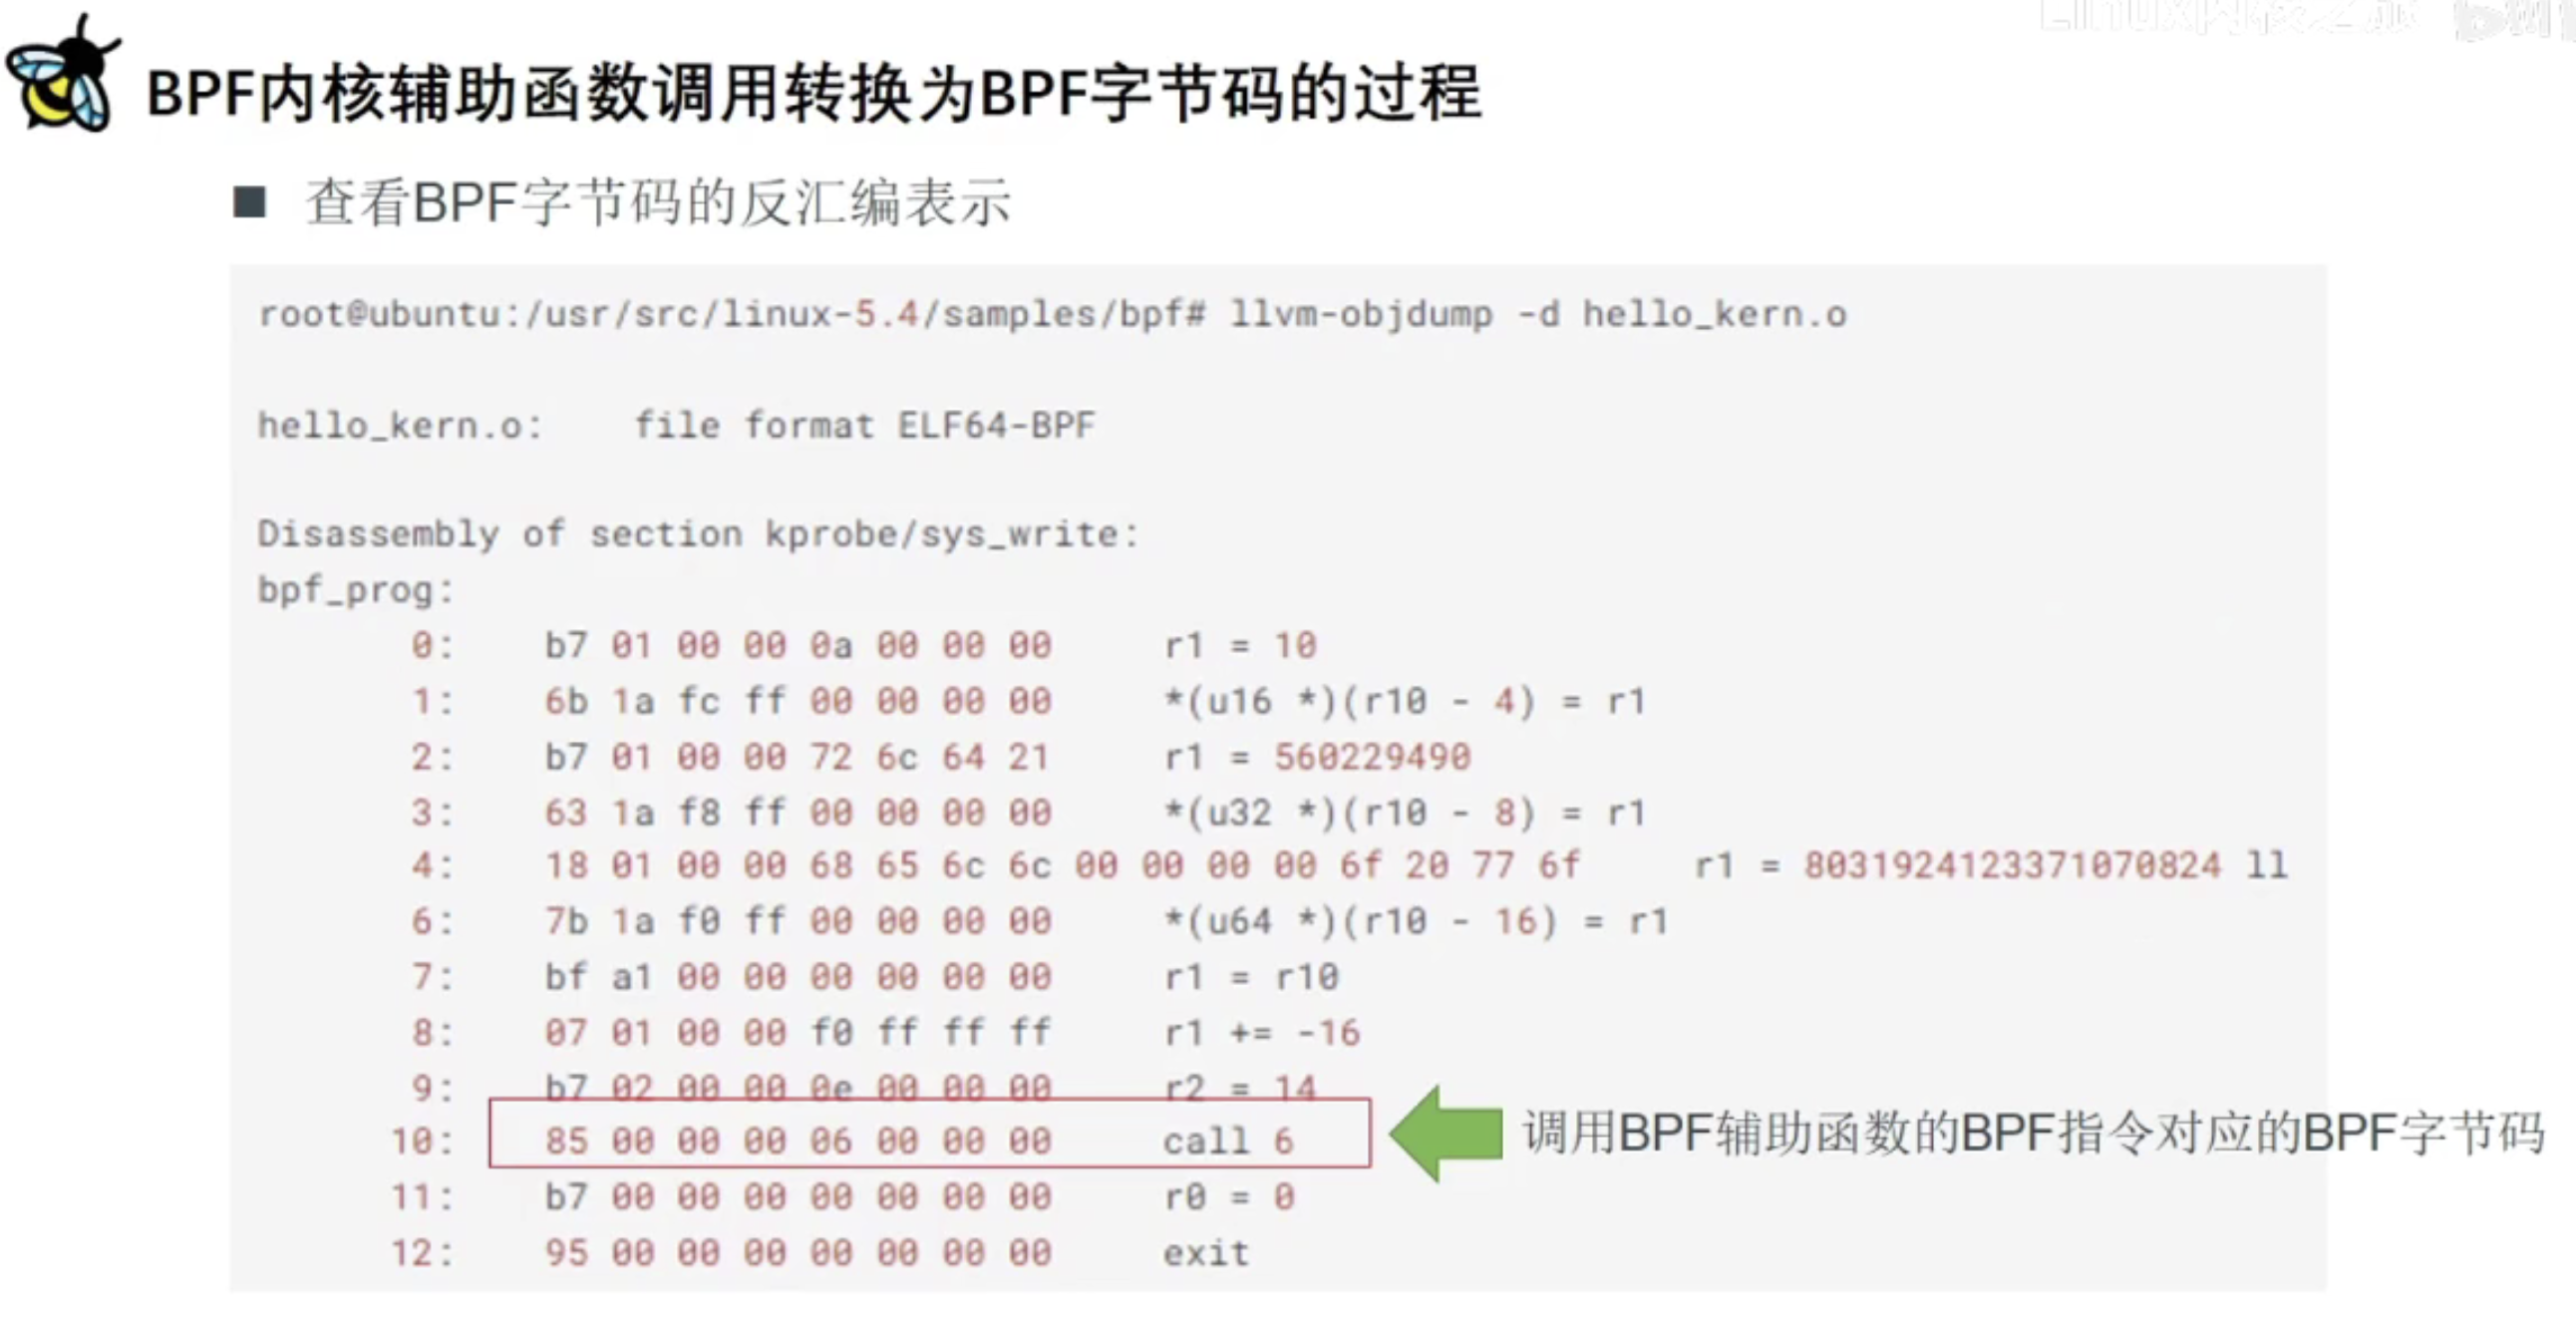 Linux内核之旅
BPF内核辅助函数调用转换为BPF字节码的过程
■ 查看BPF字节码的反汇编表示
root@ubuntu:/usr/src/linux-5.4/samples/bpf# llvm-objdump -d hello_kern.o
hello_kern.o: file format ELF64-BPF
Disassembly of section kprobe/sys_write:
bpf_prog:
0: b7 01 00 00 0a 00 00 00 r1 = 10
1: 6b 1a fc ff 00 00 00 00 *(u16 *)(r10 - 4) = r1
2: b7 01 00 00 72 6c 64 21 r1 = 560229490
3: 63 1a f8 ff 00 00 00 00 *(u32 *)(r10 - 8) = r1
4: 18 01 00 00 68 65 6c 6c 00 00 00 00 6f 20 77 6f r1 = 8031924123371070824 ll
6: 7b 1a f0 ff 00 00 00 00 *(u64 *)(r10 - 16) = r1
7: bf a1 00 00 00 00 00 00 r1 = r10
8: 07 01 00 00 f0 ff ff ff r1 += -16
9: b7 02 00 00 0e 00 00 00 r2 = 14
10: 85 00 00 00 06 00 00 00 call 6 调用BPF辅助函数的BPF指令对应的BPF字节码
11: b7 00 00 00 00 00 00 00 r0 = 0
12: 95 00 00 00 00 00 00 00 exit